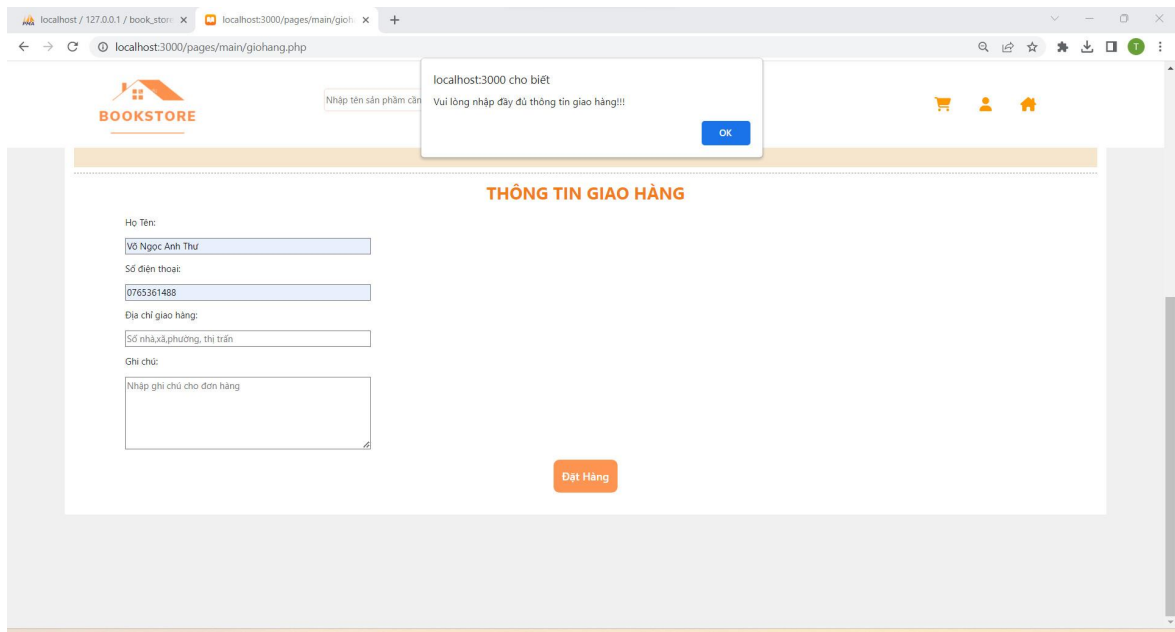 localhost / 127.0.0.1 / book_stor
localhost:3000/pages/main/gioh
localhost:3000/pages/main/giohang.php
T
BOOKSTORE
Nhập tên sản phẩm cần
localhost:3000 cho biết
Vui lòng nhập đầy đủ thông tin giao hàng!!!
OK
THÔNG TIN GIAO HÀNG
Họ Tên:
Võ Ngọc Anh Thư
Số điện thoại:
0765361488
Địa chỉ giao hàng:
Số nhà,xã,phường, thị trấn
Ghi chú:
Nhập ghi chú cho đơn hàng
Đặt Hàng